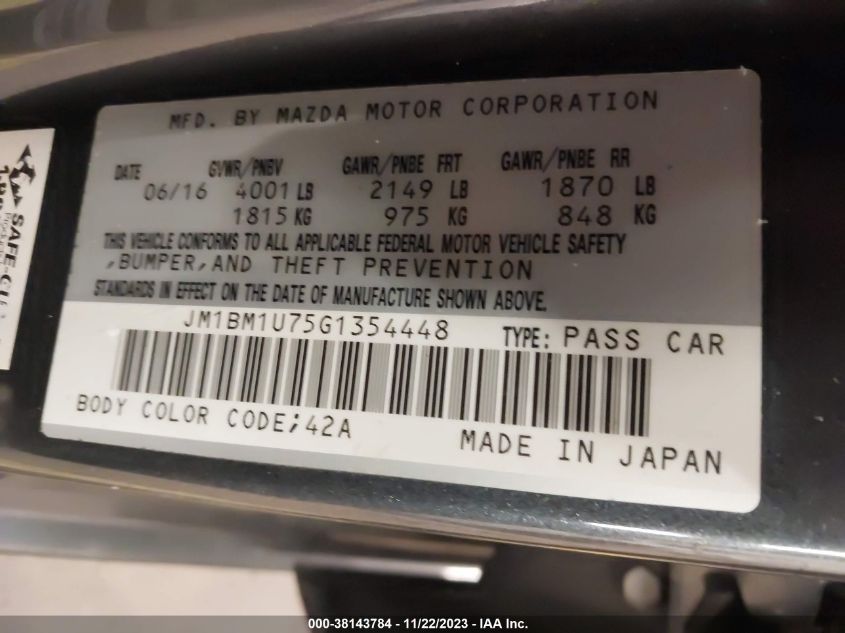 MFD. BY MAZDA MOTOR CORPORATION
DATE GVWR/PNBV GAWR/PNBE FRT GAWR/PNBE RR
06/16 4001 LB 2149 LB 1870 LB
1815 KG 975 KG 848 KG
THIS VEHICLE CONFORMS TO ALL APPLICABLE FEDERAL MOTOR VEHICLE SAFETY
,BUMPER,AND THEFT PREVENTION
STANDARDS IN EFFECT ON THE DATE OF MANUFACTURE SHOWN ABOVE.
JM1BM1U75G1354448 TYPE: PASS CAR
BODY COLOR CODE;42A
MADE IN JAPAN
000-38143784 - 11/22/2023 - IAA Inc.